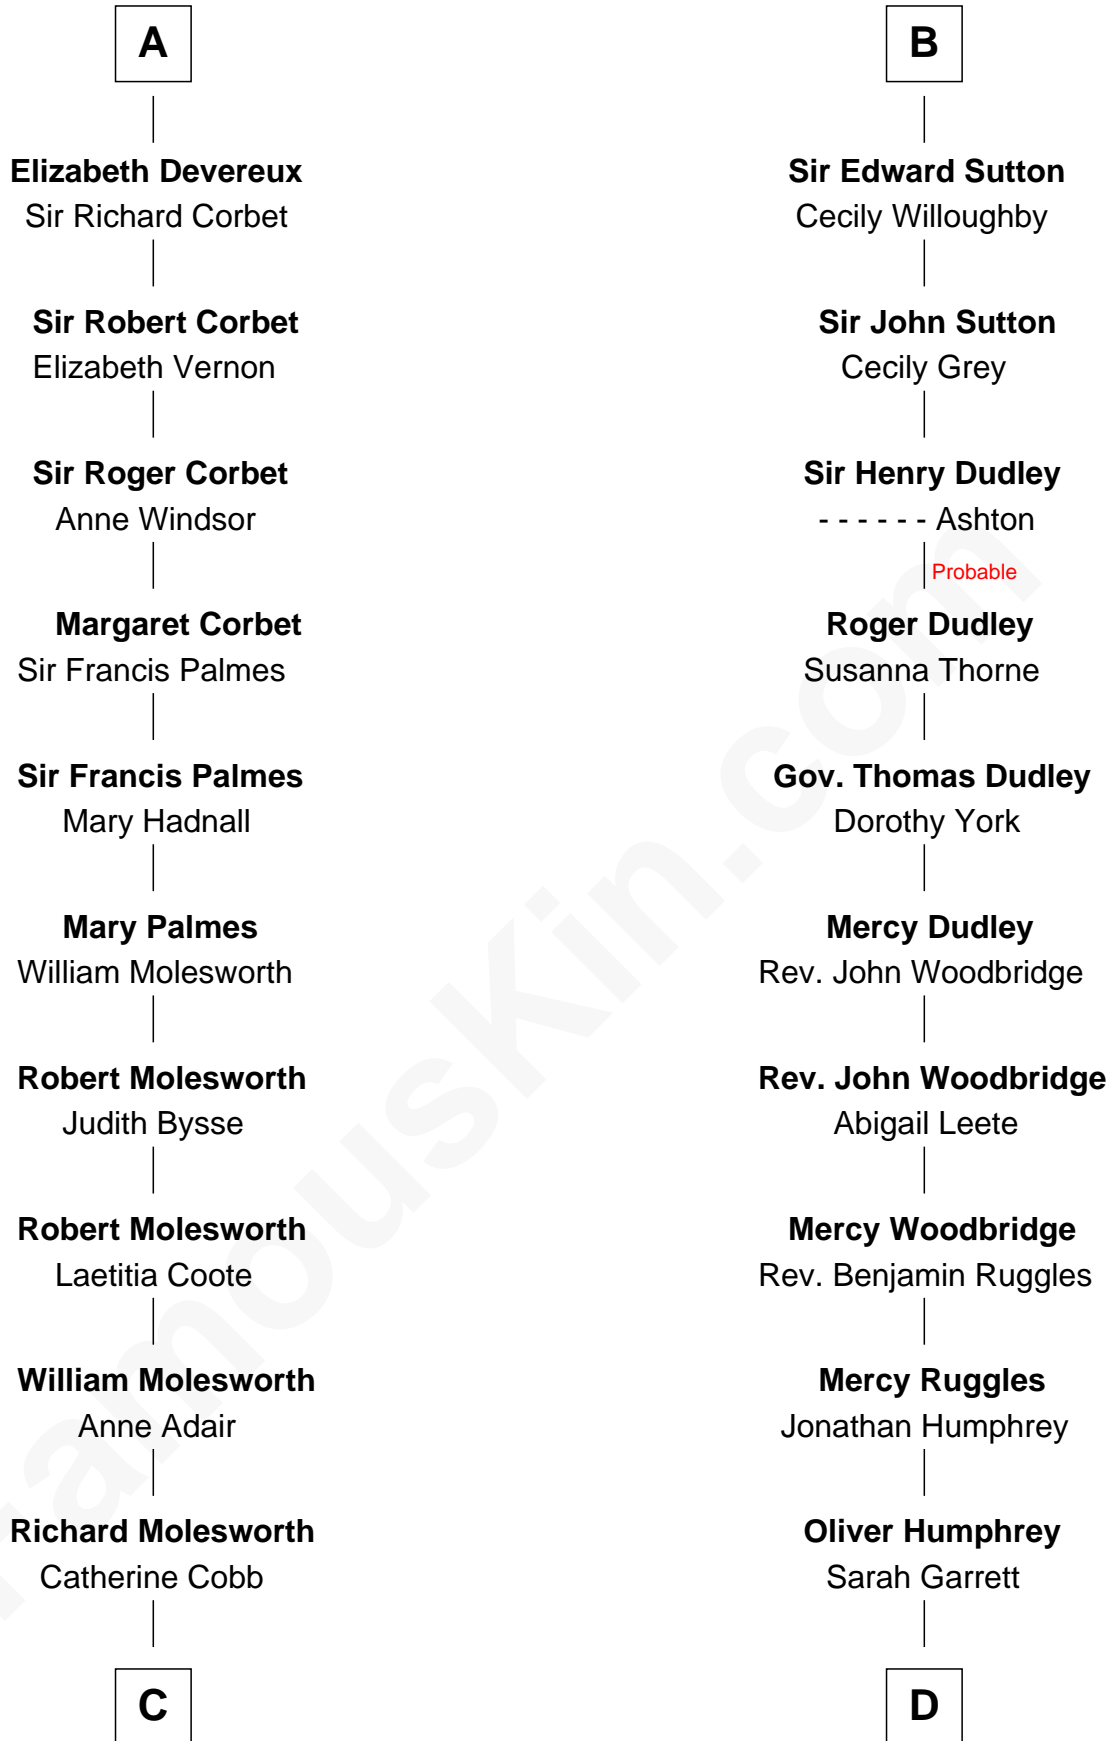 A
Elizabeth Devereux
Sir Richard Corbet
Sir Robert Corbet
Elizabeth Vernon
Sir Roger Corbet
Anne Windsor
Margaret Corbet
Sir Francis Palmes
Sir Francis Palmes
Mary Hadnall
Mary Palmes
William Molesworth
Robert Molesworth
Judith Bysse
Robert Molesworth
Laetitia Coote
William Molesworth
Anne Adair
Richard Molesworth
Catherine Cobb
C
B
Sir Edward Sutton
Cecily Willoughby
Sir John Sutton
Cecily Grey
Sir Henry Dudley
- - - - - - Ashton
Probable
Roger Dudley
Susanna Thorne
Gov. Thomas Dudley
Dorothy York
Mercy Dudley
Rev. John Woodbridge
Rev. John Woodbridge
Abigail Leete
Mercy Woodbridge
Rev. Benjamin Ruggles
Mercy Ruggles
Jonathan Humphrey
Oliver Humphrey
Sarah Garrett
D
FamousKin.com